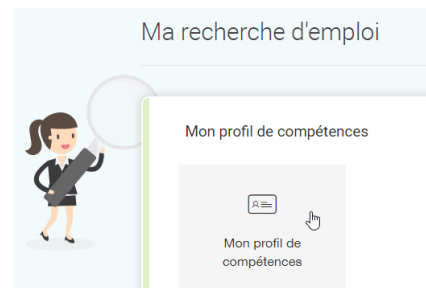 Ma recherche d'emploi
Mon profil de compétences
Mon profil de
compétences